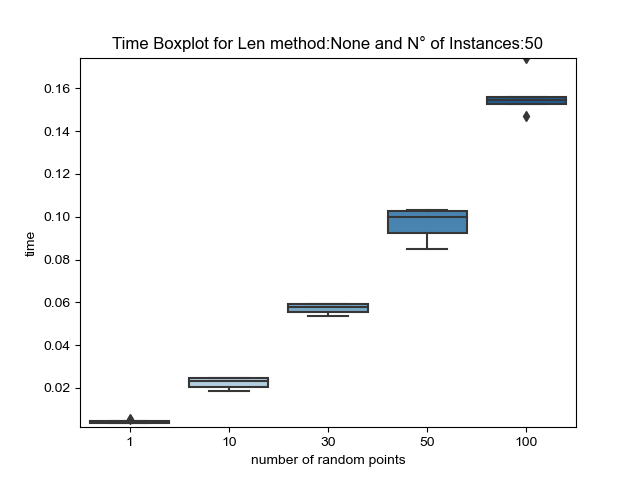 Time Boxplot for Len method:None and N° of Instances:50
0.16
0.14
0.12
0.10
0.08
0.06
0.04
0.02
time
1 10 30 50 100
number of random points